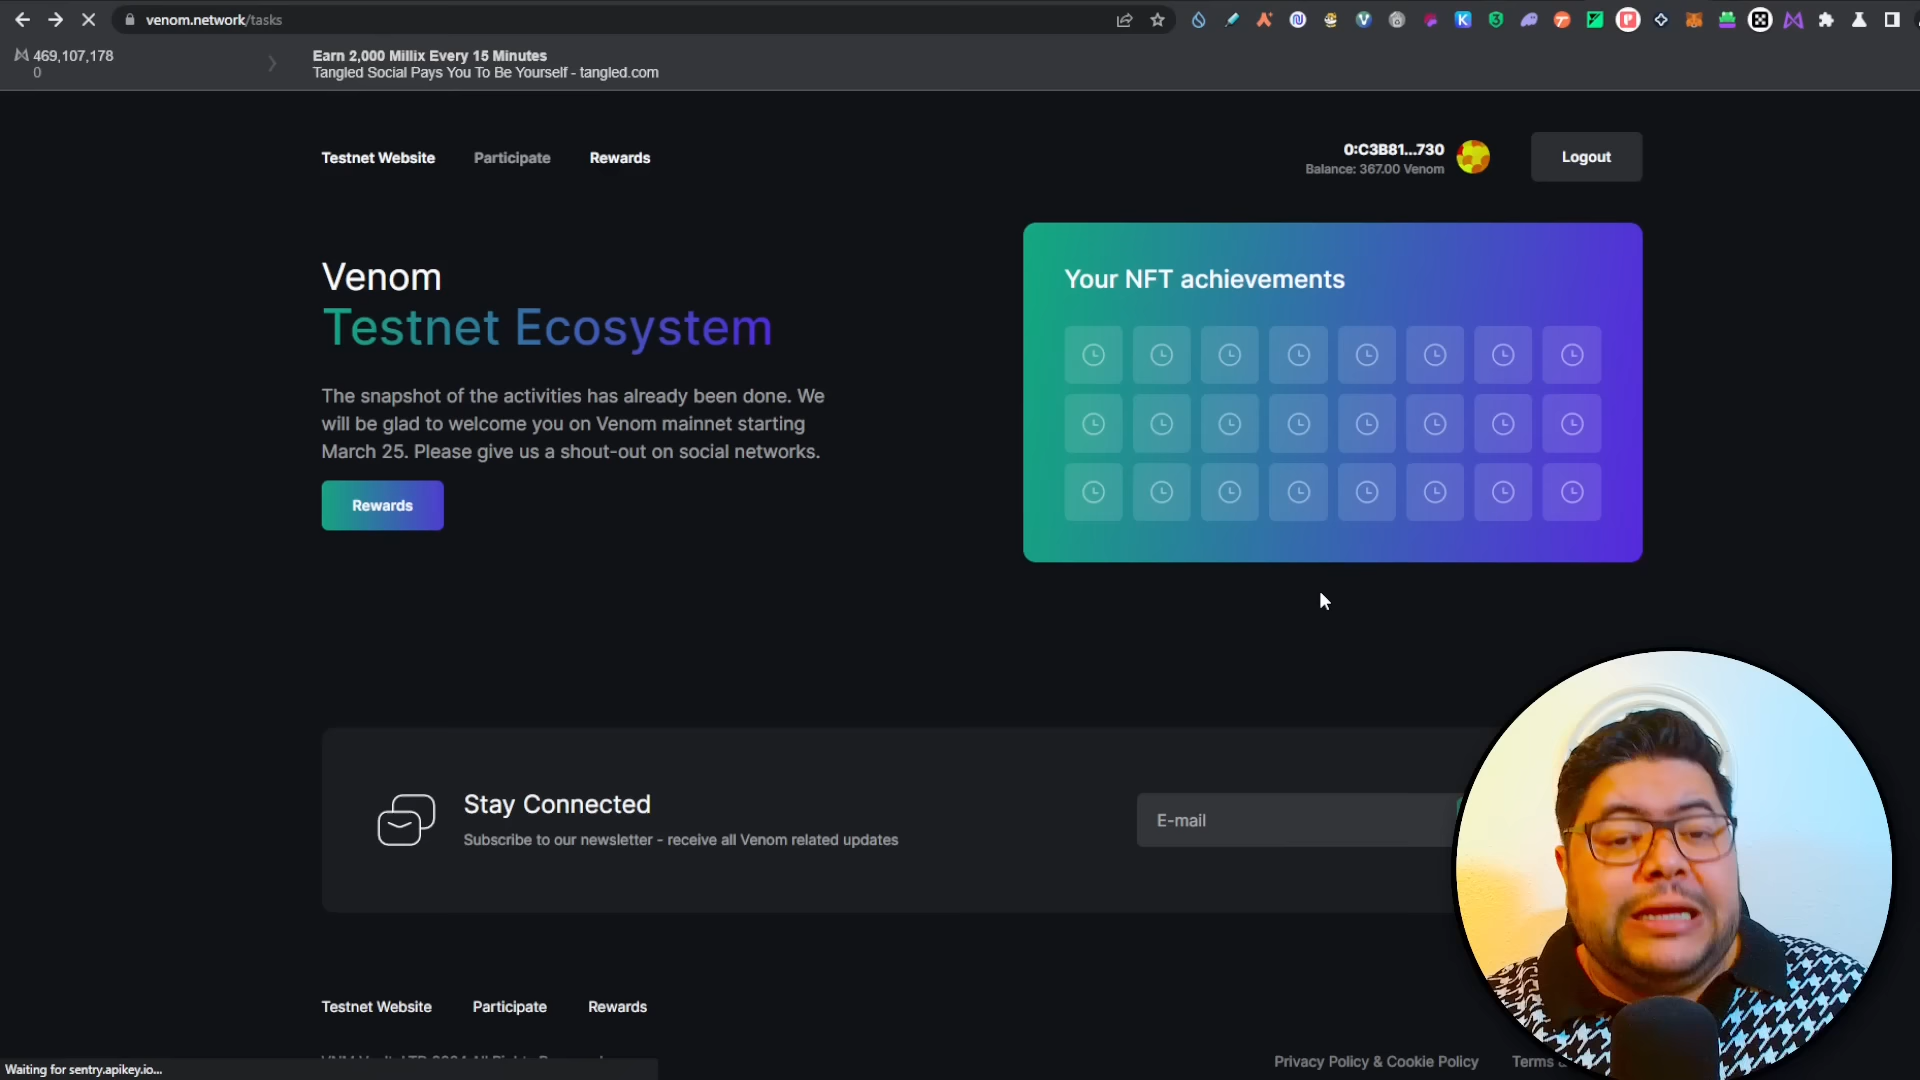 venom.network/tasks
469,107,178
0
Earn 2,000 Millix Every 15 Minutes
Tangled Social Pays You To Be Yourself - tangled.com
Testnet Website Participate Rewards
0:C3B81...730
Balance: 367.00 Venom
Logout
Venom
Testnet Ecosystem
The snapshot of the activities has already been done. We
will be glad to welcome you on Venom mainnet starting
March 25. Please give us a shout-out on social networks.
Rewards
Your NFT achievements
Stay Connected
Subscribe to our newsletter - receive all Venom related updates
E-mail
Testnet Website Participate Rewards
Privacy Policy & Cookie Policy Terms
Waiting for sentry.apikey.io...